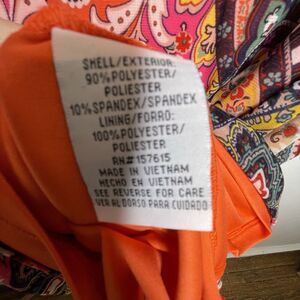 SHELL/EXTERIOR:
90%POLYESTER/
POLIESTER
10%SPANDEX/SPANDEX
LINING/FORRO:
100%POLYESTER/
POLIESTER
RN#157615
MADE IN VIETNAM
HECHO EN VIETNAM
SEE REVERSE FOR CARE
VER AL DORSO PARA CUIDADO